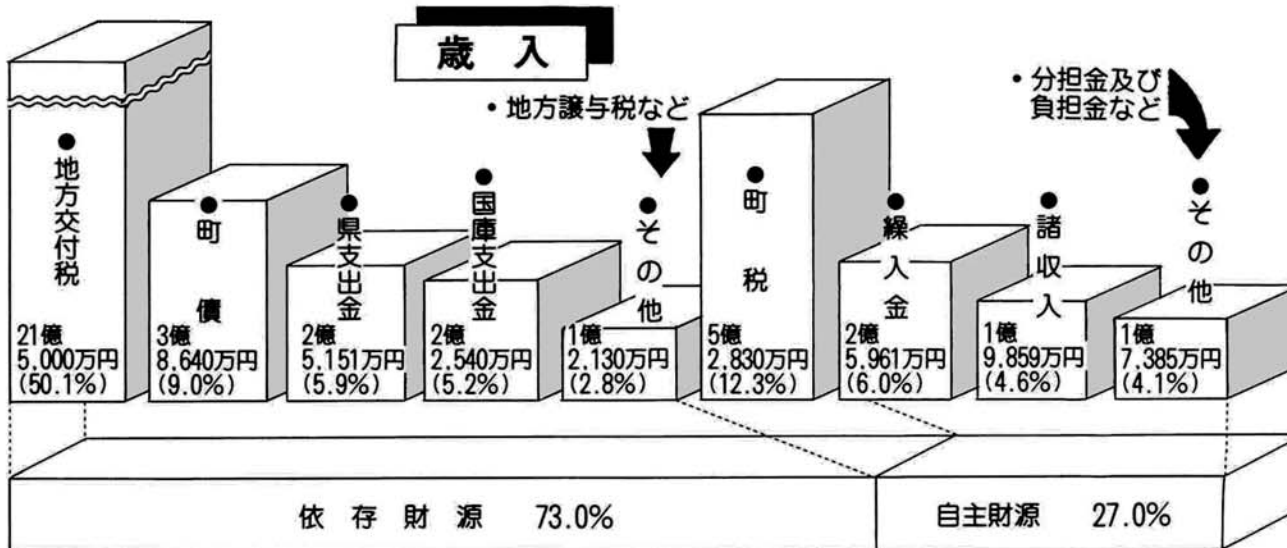 歳入
・地方譲与税など
・分担金及び
負担金など
●地方交付税
21億
5,000万円
(50.1%)
●町債
3億
8,640万円
(9.0%)
●県支出金
2億
5,151万円
(5.9%)
●国庫支出金
2億
2,540万円
(5.2%)
●その他
1億
2,130万円
(2.8%)
●町税
5億
2,830万円
(12.3%)
●繰入金
2億
5,961万円
(6.0%)
●諸収入
1億
9,859万円
(4.6%)
●その他
1億
7,385万円
(4.1%)
依存財源 73.0%
自主財源 27.0%